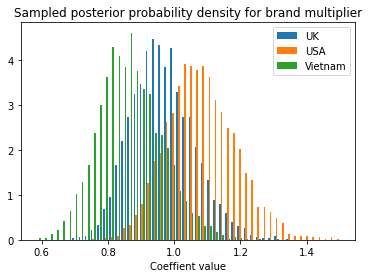 Sampled posterior probability density for brand multiplier
UK
USA
Vietnam
4
3
2
1
0
0.6 0.8 1.0 1.2 1.4
Coeffient value